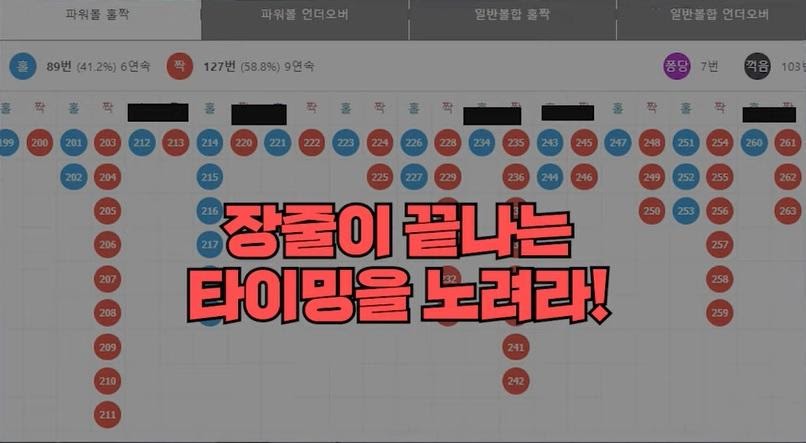 파워볼 홀짝 파워볼 언더오버 일반볼합 홀짝 일반볼합 언더오버
홀 89번 (41.2%) 6연속 짝 127번 (58.8%) 9연속 퐁당 7번 꺽음 103번
홀 짝 홀 짝 홀 짝 홀 짝 홀 짝 홀 짝 홀 짝
199 200 201 203 212 213 214 220 221 222 223 224 226 228 234 235 243 245 247 248 251 254 260 261
202 204 215 225 227 229 236 244 246 249 252 255 262
205 216 250 253 256 263
206 217 257
207 232 258
208 259
209 241
210 242
211
장줄이 끝나는
타이밍을 노려라!